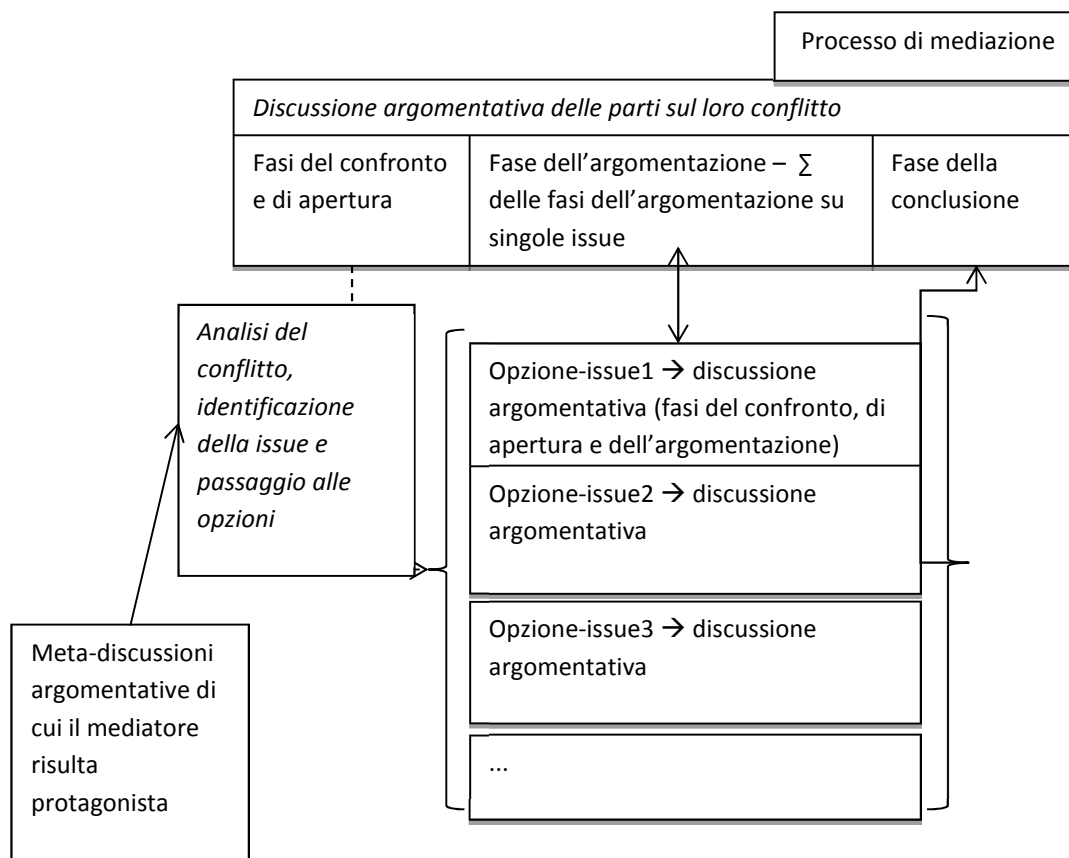 Processo di mediazione
Discussione argomentativa delle parti sul loro conflitto
Fasi del confronto
e di apertura
Fase dell’argomentazione – ∑
delle fasi dell’argomentazione su
singole issue
Fase della
conclusione
Analisi del
conflitto,
identificazione
della issue e
passaggio alle
opzioni
Opzione-issue1 → discussione
argomentativa (fasi del confronto, di
apertura e dell’argomentazione)
Opzione-issue2 → discussione
argomentativa
Opzione-issue3 → discussione
argomentativa
...
Meta-discussioni
argomentative di
cui il mediatore
risulta
protagonista